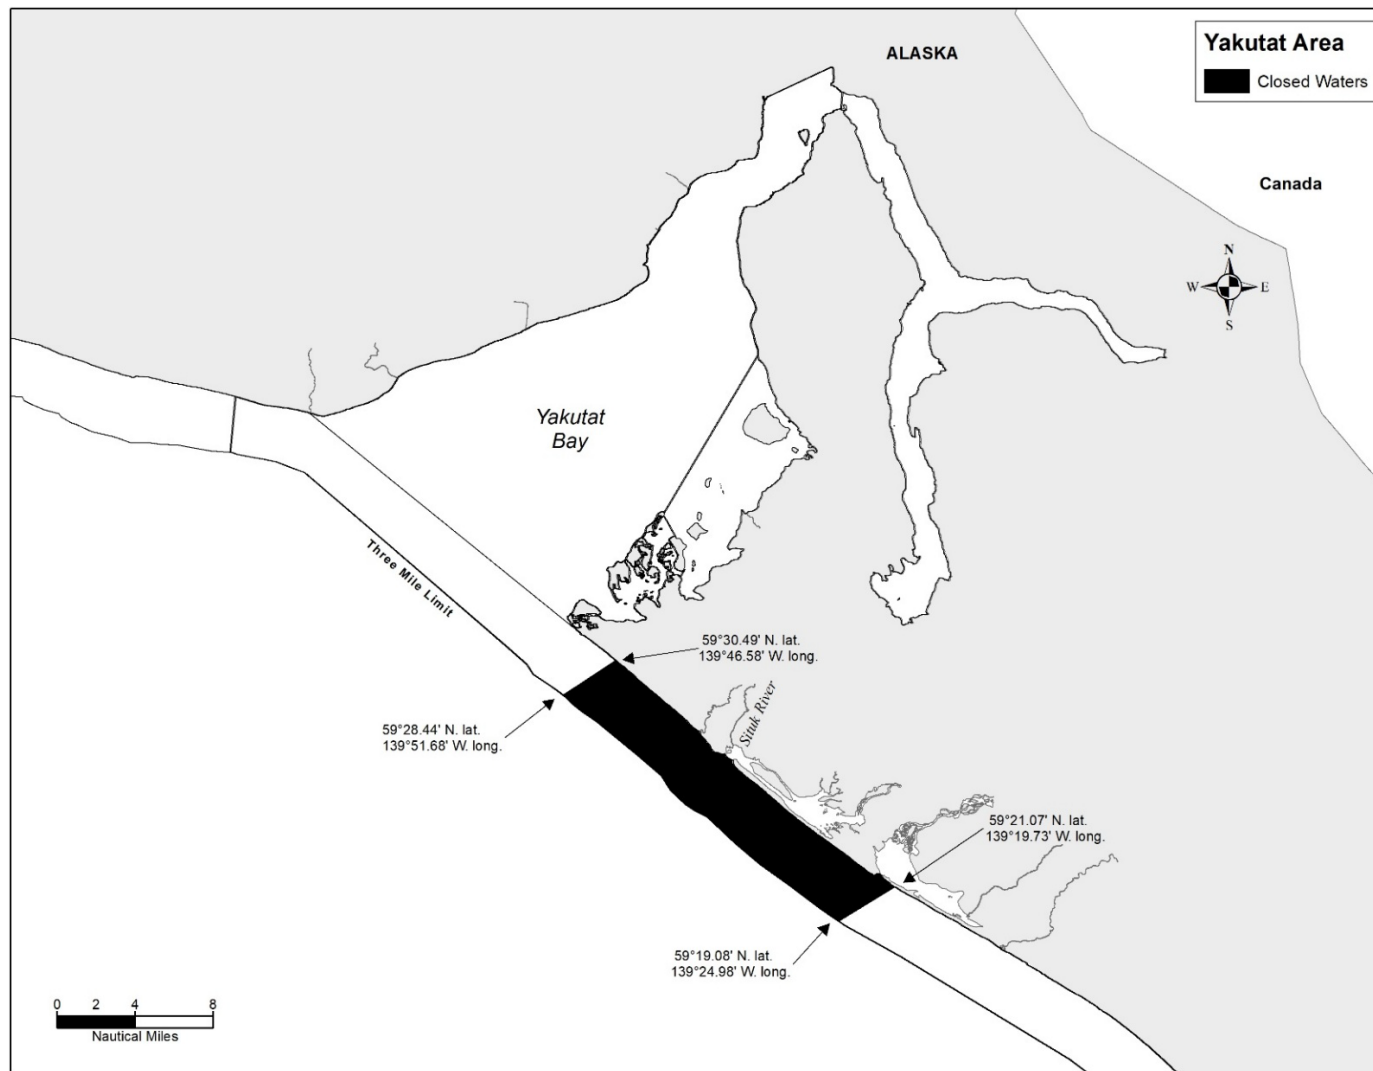 ALASKA
Yakutat Area
Closed Waters
Canada
N
W E
S
Yakutat
Bay
Three Mile Limit
59°30.49' N. lat.
139°46.58' W. long.
59°28.44' N. lat.
139°51.68' W. long.
Situk River
59°21.07' N. lat.
139°19.73' W. long.
59°19.08' N. lat.
139°24.98' W. long.
0 2 4 8
Nautical Miles